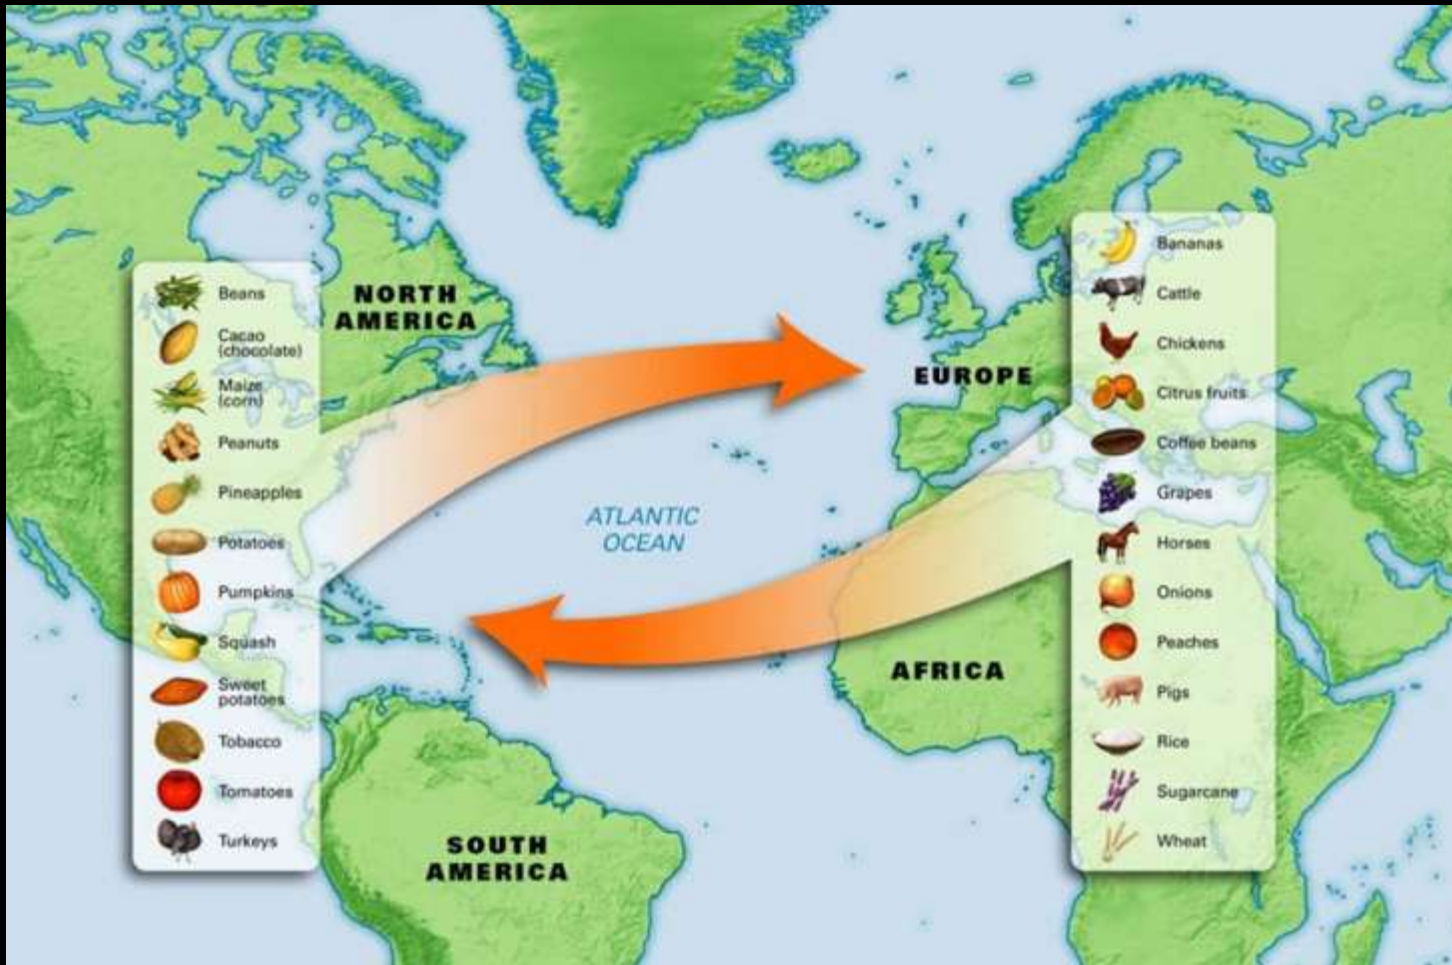 Beans
Cacao
(chocolate)
Maize
(corn)
Peanuts
Pineapples
Potatoes
Pumpkins
Squash
Sweet
potatoes
Tobacco
Tomatoes
Turkeys
NORTH
AMERICA
ATLANTIC
OCEAN
SOUTH
AMERICA
EUROPE
AFRICA
Bananas
Cattle
Chickens
Citrus fruits
Coffee beans
Grapes
Horses
Onions
Peaches
Pigs
Rice
Sugarcane
Wheat